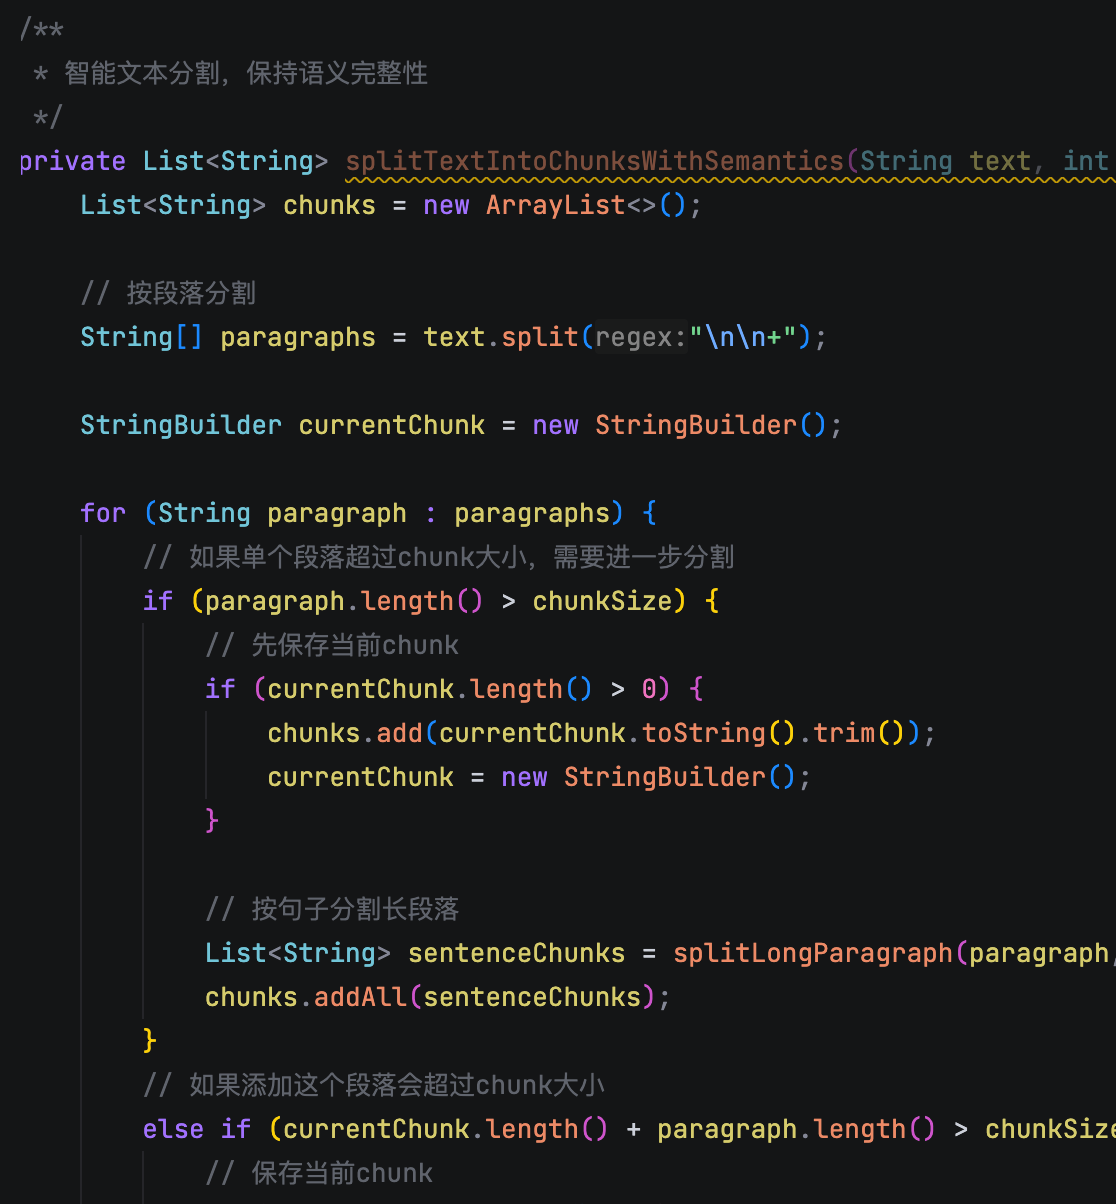 /**
 * 智能文本分割，保持语义完整性
 */
private List<String> splitTextIntoChunksWithSemantics(String text, int
    List<String> chunks = new ArrayList<>();
    // 按段落分割
    String[] paragraphs = text.split(regex:"\n\n+");
    StringBuilder currentChunk = new StringBuilder();
    for (String paragraph : paragraphs) {
        // 如果单个段落超过chunk大小，需要进一步分割
        if (paragraph.length() > chunkSize) {
            // 先保存当前chunk
            if (currentChunk.length() > 0) {
                chunks.add(currentChunk.toString().trim());
                currentChunk = new StringBuilder();
            }
            // 按句子分割长段落
            List<String> sentenceChunks = splitLongParagraph(paragraph,
            chunks.addAll(sentenceChunks);
        }
        // 如果添加这个段落会超过chunk大小
        else if (currentChunk.length() + paragraph.length() > chunkSize
            // 保存当前chunk